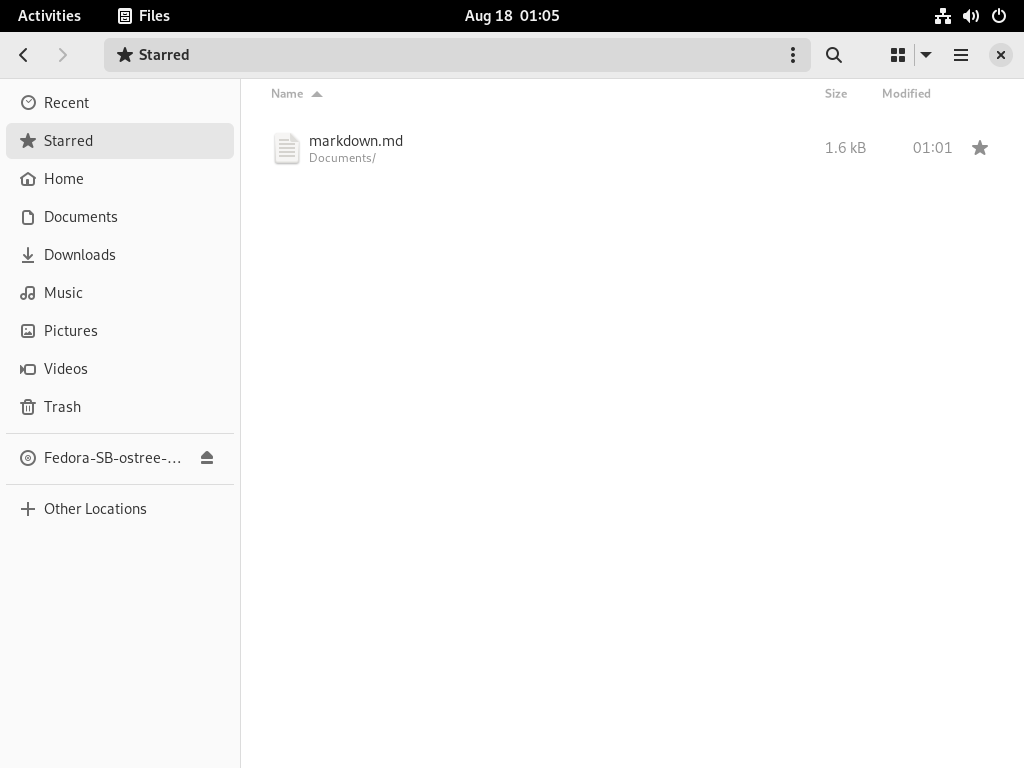 Activities
Files
Aug 18 01:05
Starred
Recent
Starred
Home
Documents
Downloads
Music
Pictures
Videos
Trash
Fedora-SB-ostree-…
Other Locations
Name
Size
Modified
markdown.md
Documents/
1.6 kB
01:01